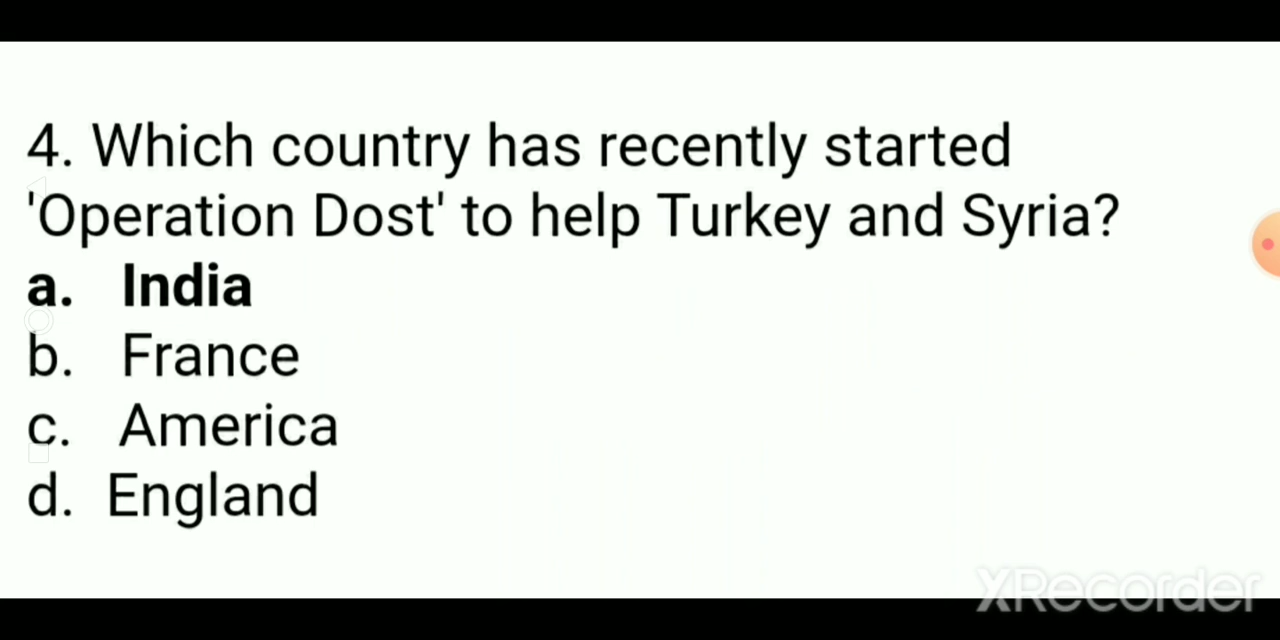 4. Which country has recently started
'Operation Dost' to help Turkey and Syria?
a. India
b. France
c. America
d. England
XRecorder